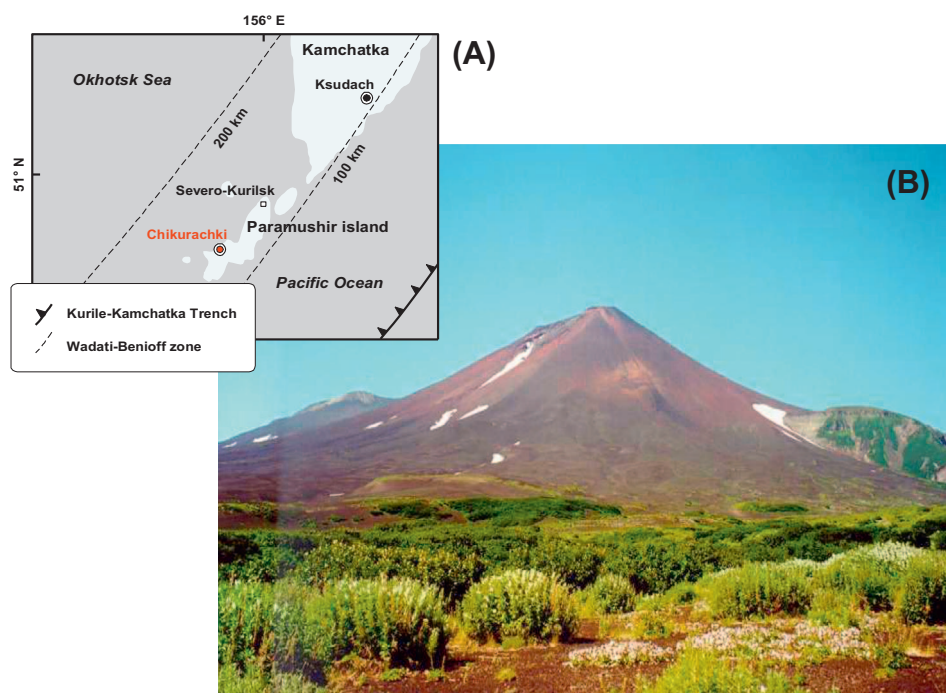 156° E
(A)
Kamchatka
Okhotsk Sea
Ksudach
200 km
100 km
51° N
Severo-Kurilsk
Paramushir island
Chikurachki
Pacific Ocean
Kurile-Kamchatka Trench
Wadati-Benioff zone
(B)